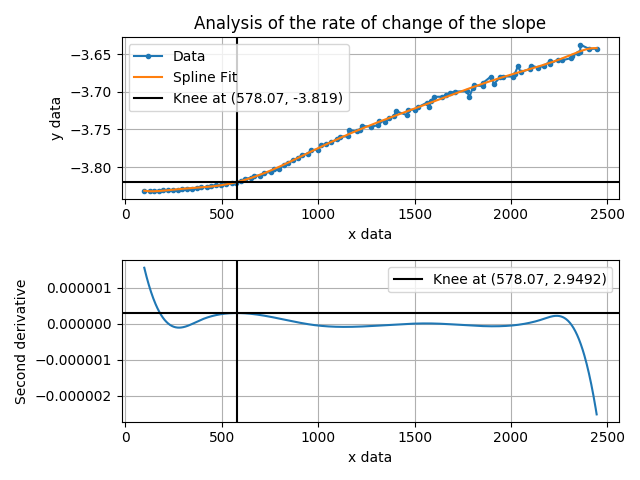 Analysis of the rate of change of the slope
y data
−3.65
−3.70
−3.75
−3.80
Data
Spline Fit
Knee at (578.07, -3.819)
0 500 1000 1500 2000 2500
x data
Second derivative
0.000001
0.000000
−0.000001
−0.000002
Knee at (578.07, 2.9492)
0 500 1000 1500 2000 2500
x data